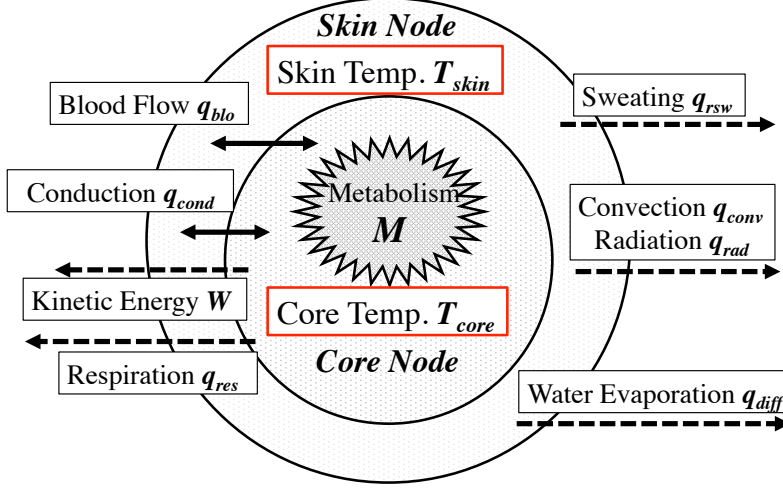 Skin Node
Skin Temp. T_skin
Blood Flow q_blo
Sweating q_rsw
Conduction q_cond
Metabolism
M
Convection q_conv
Radiation q_rad
Kinetic Energy W
Core Temp. T_core
Core Node
Respiration q_res
Water Evaporation q_diff